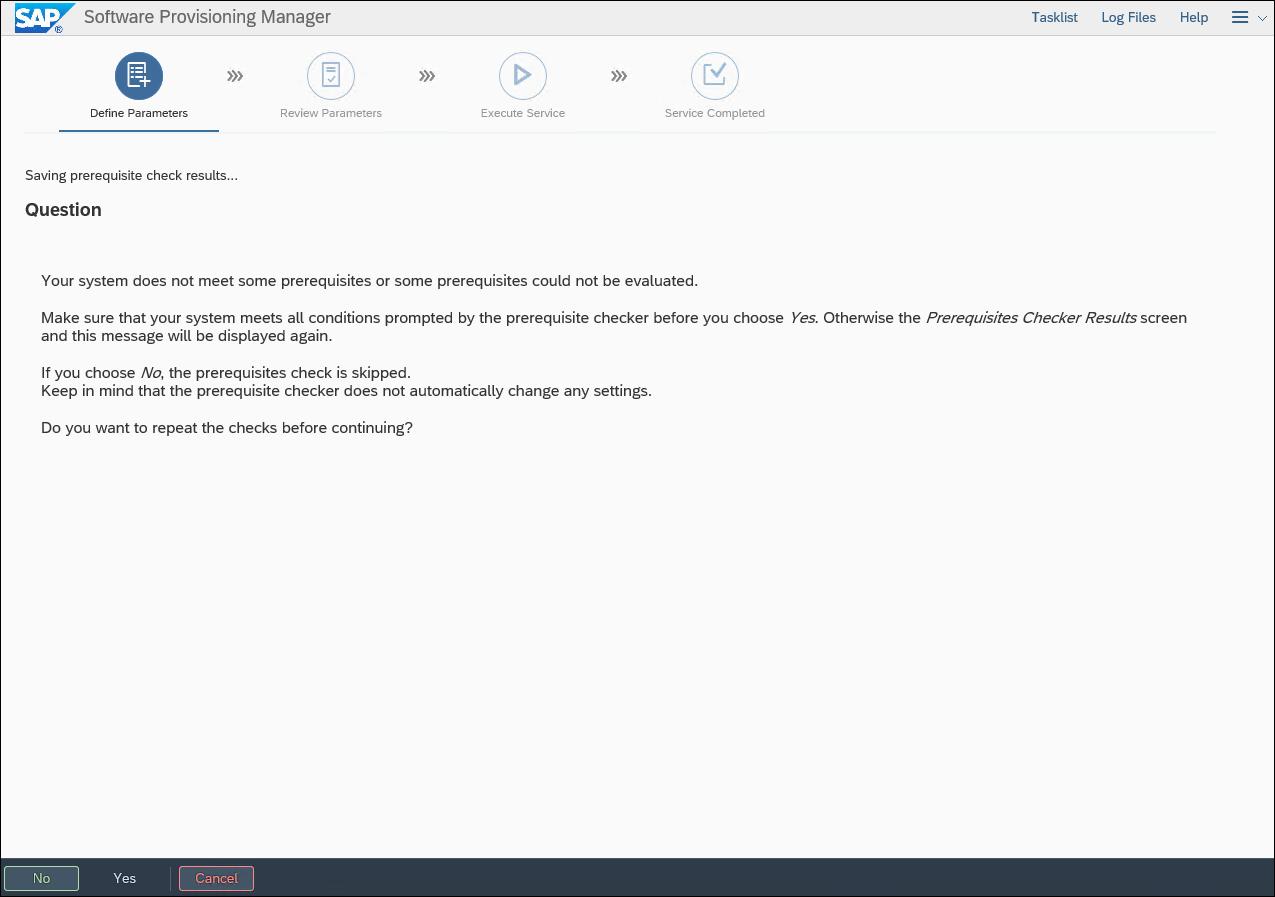 SAP® Software Provisioning Manager Tasklist Log Files Help
Define Parameters Review Parameters Execute Service Service Completed
Saving prerequisite check results...
Question
Your system does not meet some prerequisites or some prerequisites could not be evaluated.
Make sure that your system meets all conditions prompted by the prerequisite checker before you choose Yes. Otherwise the Prerequisites Checker Results screen
and this message will be displayed again.
If you choose No, the prerequisites check is skipped.
Keep in mind that the prerequisite checker does not automatically change any settings.
Do you want to repeat the checks before continuing?
No Yes Cancel